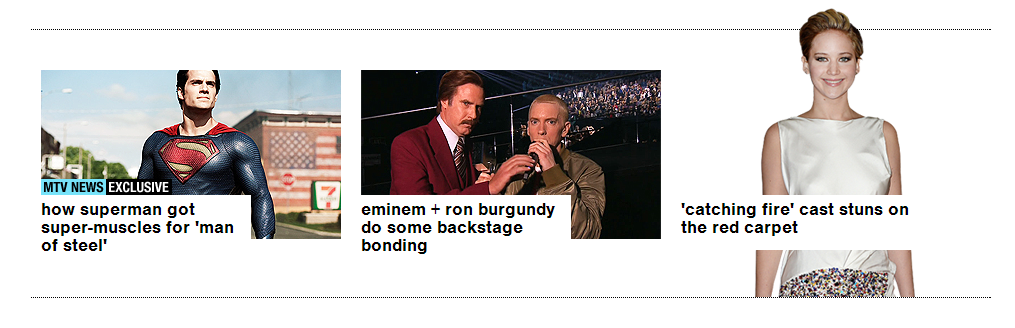 MTV NEWS EXCLUSIVE
how superman got
super-muscles for 'man
of steel'
eminem + ron burgundy
do some backstage
bonding
'catching fire' cast stuns on
the red carpet